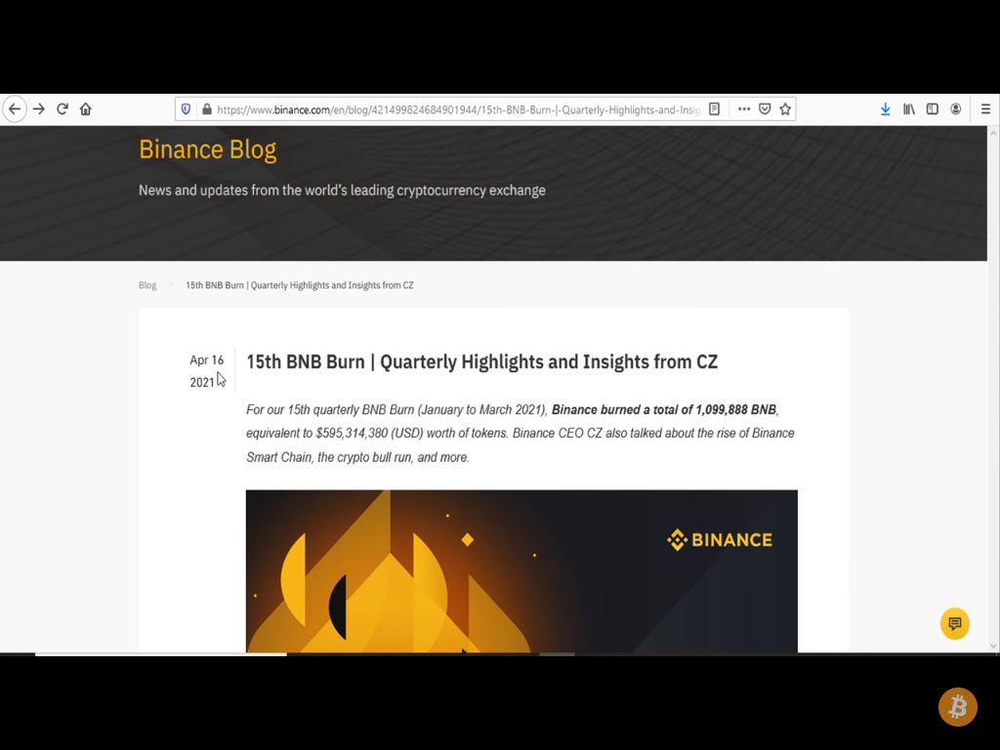 https://www.binance.com/en/blog/421499824684901944/15th-BNB-Burn-|-Quarterly-Highlights-and-Insig
Binance Blog
News and updates from the world's leading cryptocurrency exchange
Blog
15th BNB Burn | Quarterly Highlights and Insights from CZ
Apr 16
2021
15th BNB Burn | Quarterly Highlights and Insights from CZ
For our 15th quarterly BNB Burn (January to March 2021), Binance burned a total of 1,099,888 BNB,
equivalent to $595,314,380 (USD) worth of tokens. Binance CEO CZ also talked about the rise of Binance
Smart Chain, the crypto bull run, and more.
BINANCE